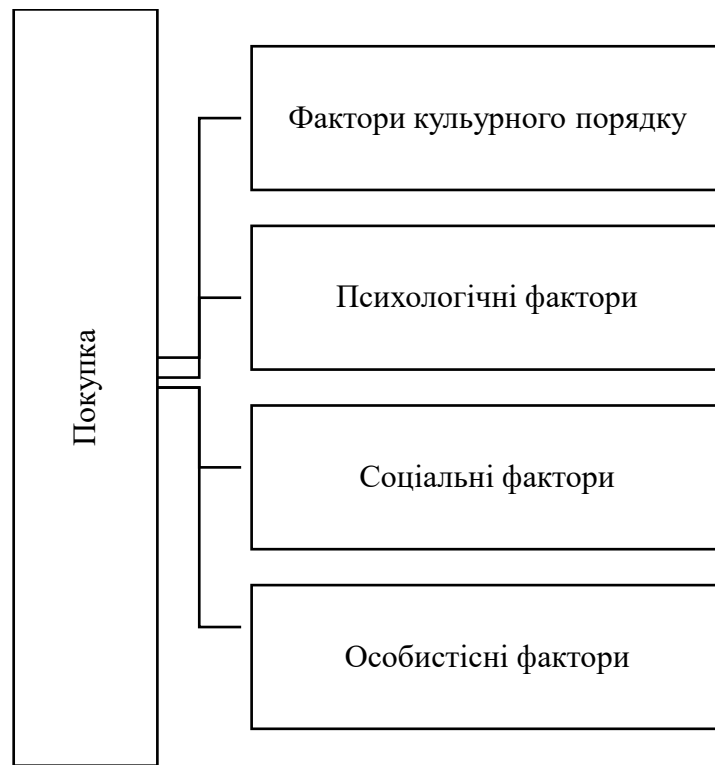 Покупка
Фактори кульурного порядку
Психологічні фактори
Соціальні фактори
Особистісні фактори